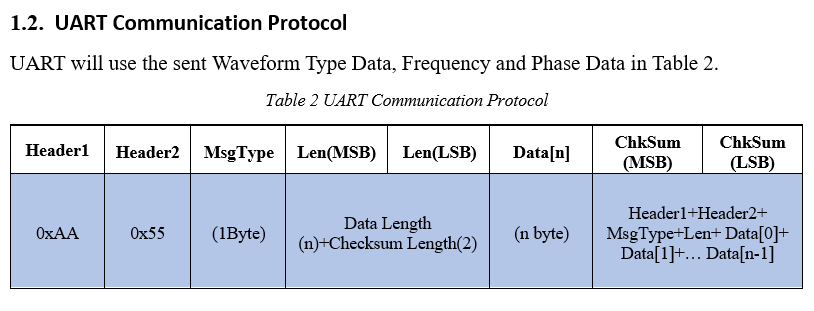 1.2. UART Communication Protocol
UART will use the sent Waveform Type Data, Frequency and Phase Data in Table 2.
Table 2 UART Communication Protocol
Header1 Header2 MsgType Len(MSB) Len(LSB) Data[n] ChkSum (MSB) ChkSum (LSB)
0xAA 0x55 (1Byte) Data Length (n)+Checksum Length(2) (n byte) Header1+Header2+ MsgType+Len+ Data[0]+ Data[1]+… Data[n-1]